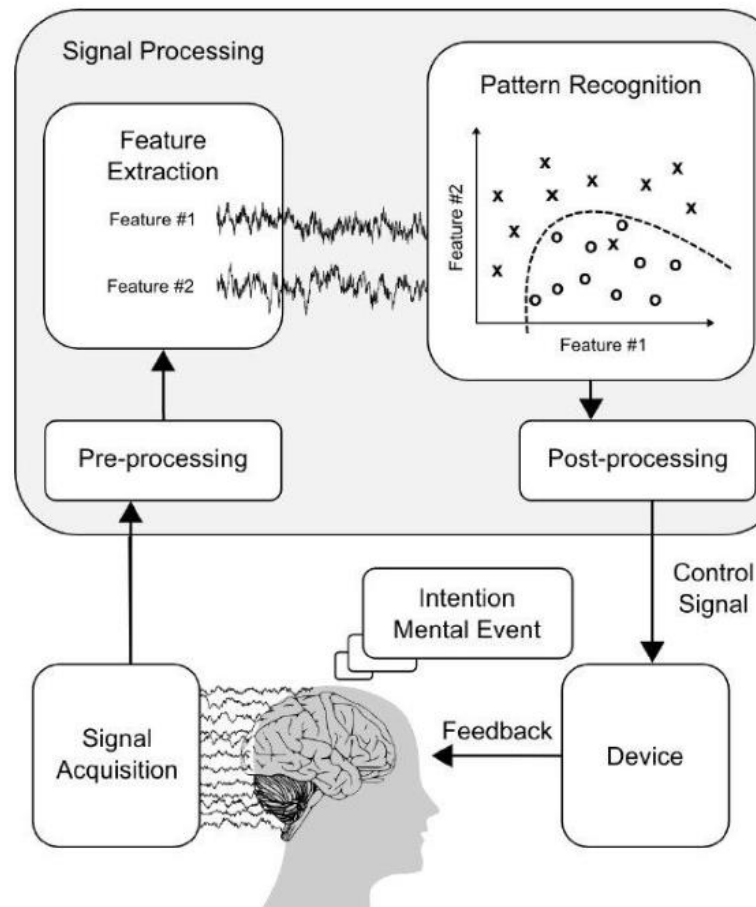 Signal Processing
Feature
Extraction
Feature #1
Feature #2
Pattern Recognition
Feature #2
Feature #1
Pre-processing
Post-processing
Control
Signal
Intention
Mental Event
Signal
Acquisition
Feedback
Device